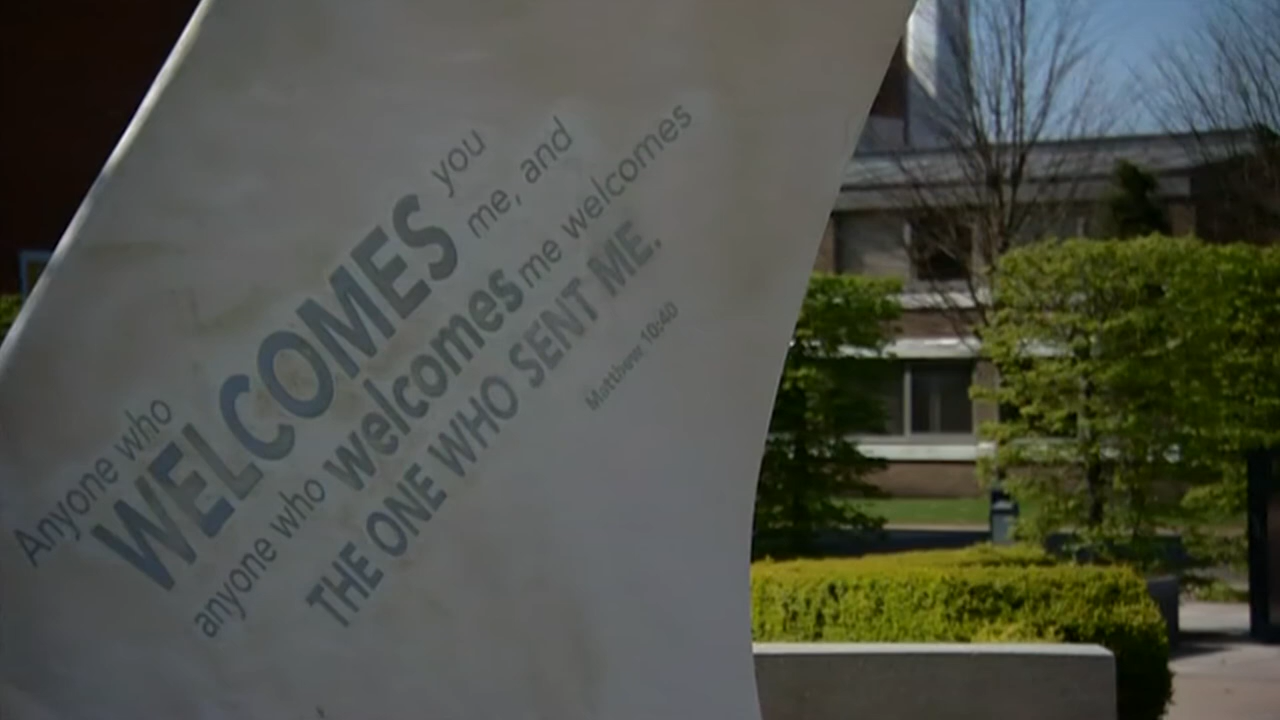 Anyone who WELCOMES you
anyone who welcomes me, and
THE ONE WHO SENT ME.
me welcomes
Matthew 10:40